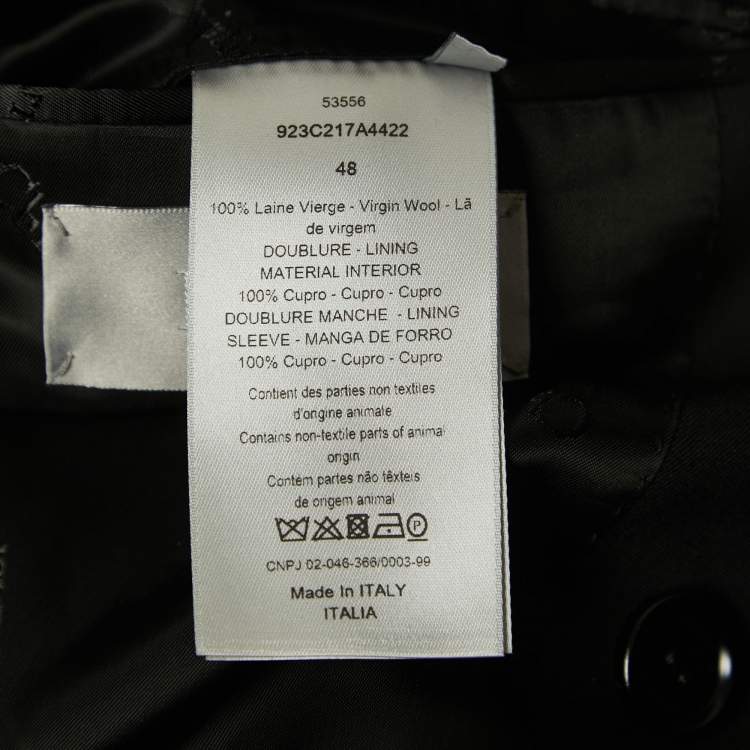 53556
923C217A4422
48
100% Laine Vierge - Virgin Wool - Lã
de virgem
DOUBLURE - LINING
MATERIAL INTERIOR
100% Cupro - Cupro - Cupro
DOUBLURE MANCHE - LINING
SLEEVE - MANGA DE FORRO
100% Cupro - Cupro - Cupro
Contient des parties non textiles
d'origine animale
Contains non-textile parts of animal
origin
Contém partes não têxteis
de origem animal
P
CNPJ 02-046-366/0003-99
Made In ITALY
ITALIA